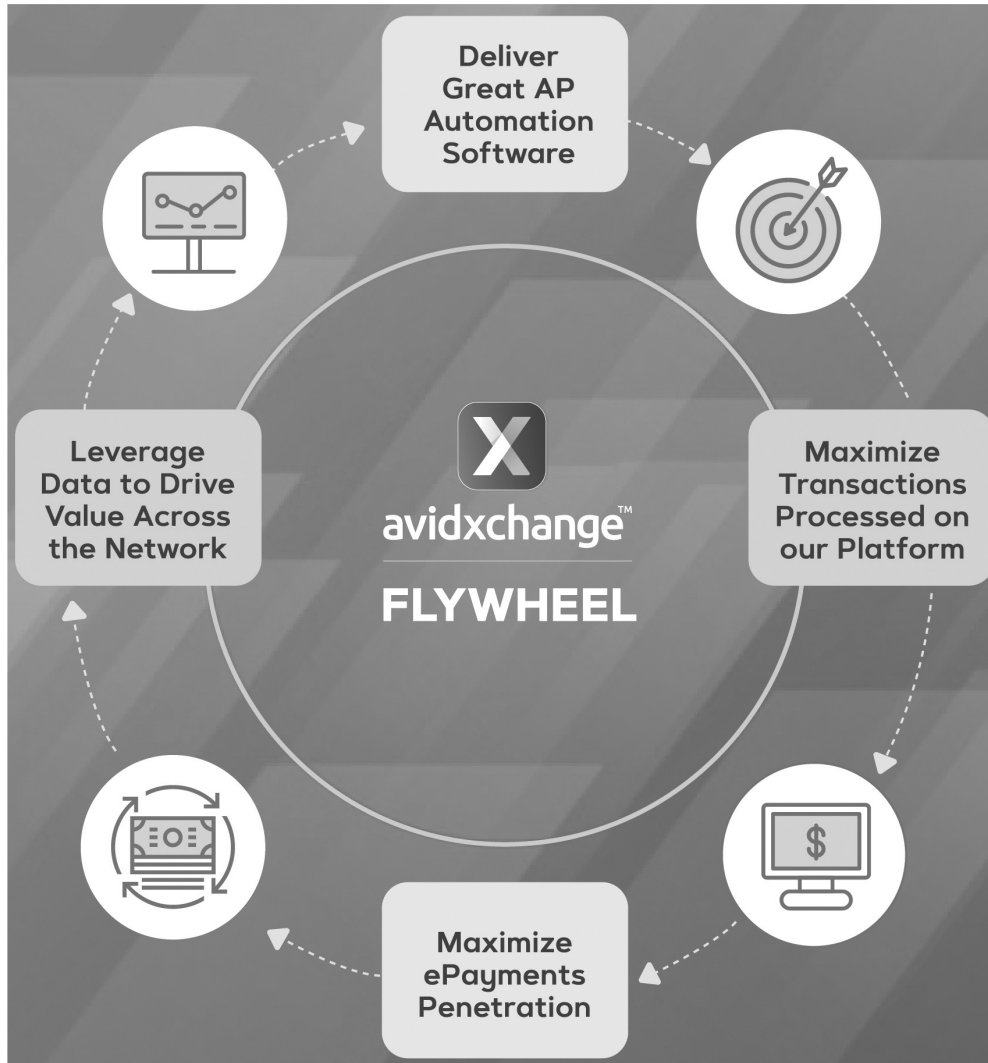 Deliver
Great AP
Automation
Software
Maximize
Transactions
Processed on
our Platform
$
Maximize
ePayments
Penetration
Leverage
Data to Drive
Value Across
the Network
X
avidxchange™
FLYWHEEL